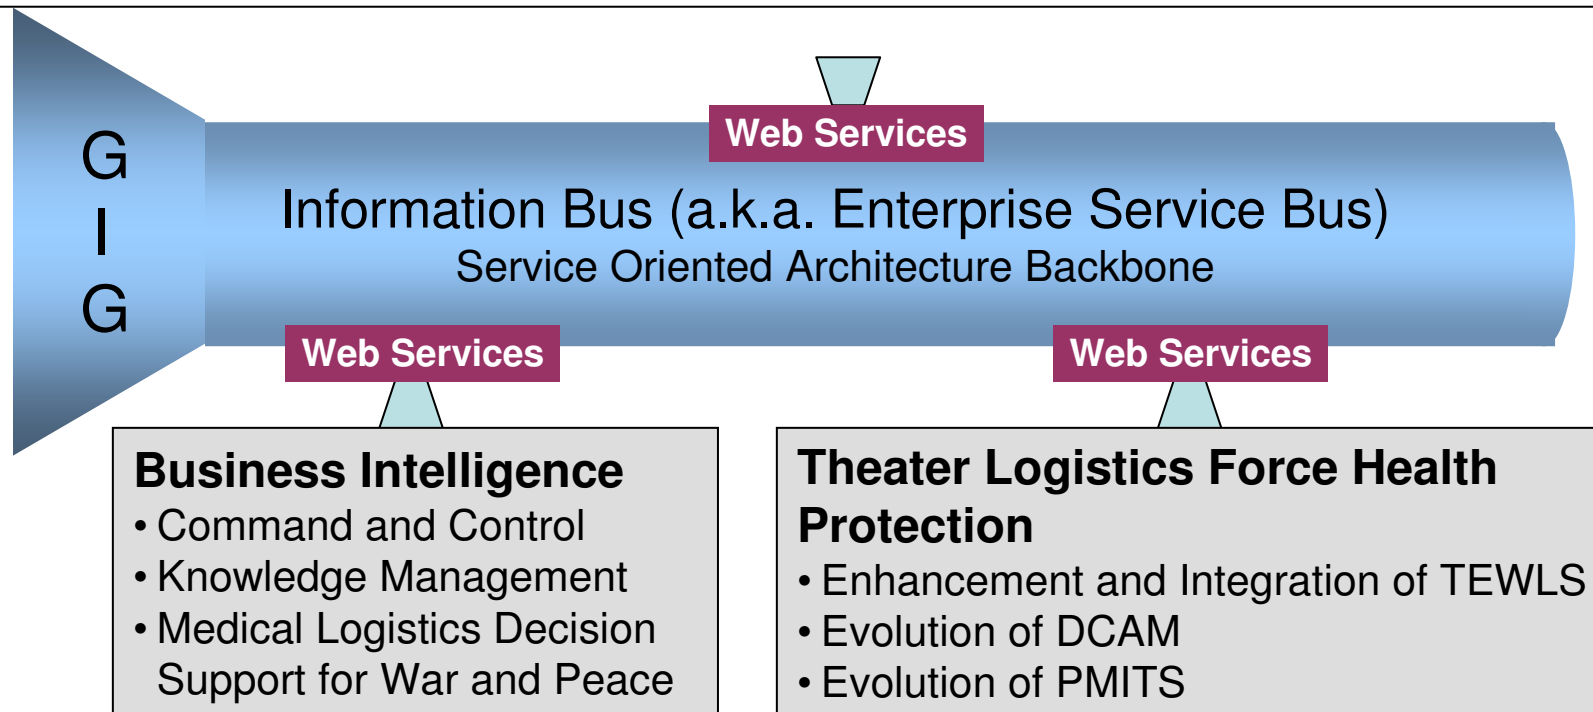 Web Services
G
I
G
Information Bus (a.k.a. Enterprise Service Bus)
Service Oriented Architecture Backbone
Web Services
Web Services
Business Intelligence
• Command and Control
• Knowledge Management
• Medical Logistics Decision
Support for War and Peace
Theater Logistics Force Health
Protection
• Enhancement and Integration of TEWLS
• Evolution of DCAM
• Evolution of PMITS